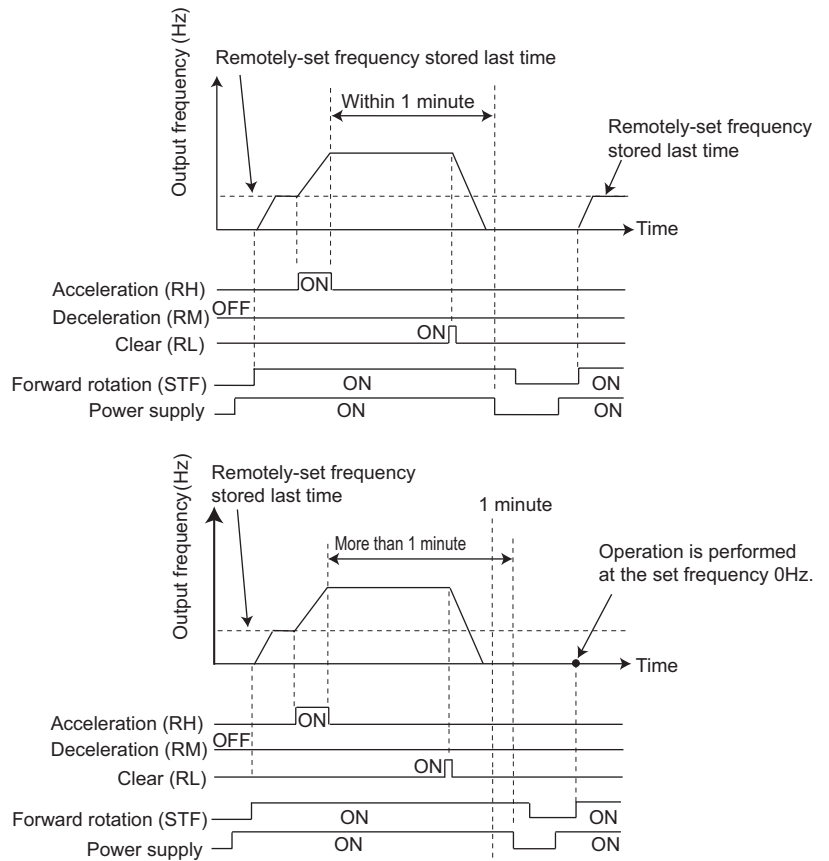 Output frequency (Hz)
Remotely-set frequency stored last time
Within 1 minute
Remotely-set frequency
stored last time
Time
Acceleration (RH)
ON
Deceleration (RM)
OFF
Clear (RL)
ON
Forward rotation (STF)
ON
ON
Power supply
ON
ON
Output frequency(Hz)
Remotely-set frequency
stored last time
1 minute
More than 1 minute
Operation is performed
at the set frequency 0Hz.
Time
Acceleration (RH)
ON
Deceleration (RM)
OFF
Clear (RL)
ON
Forward rotation (STF)
ON
ON
Power supply
ON
ON